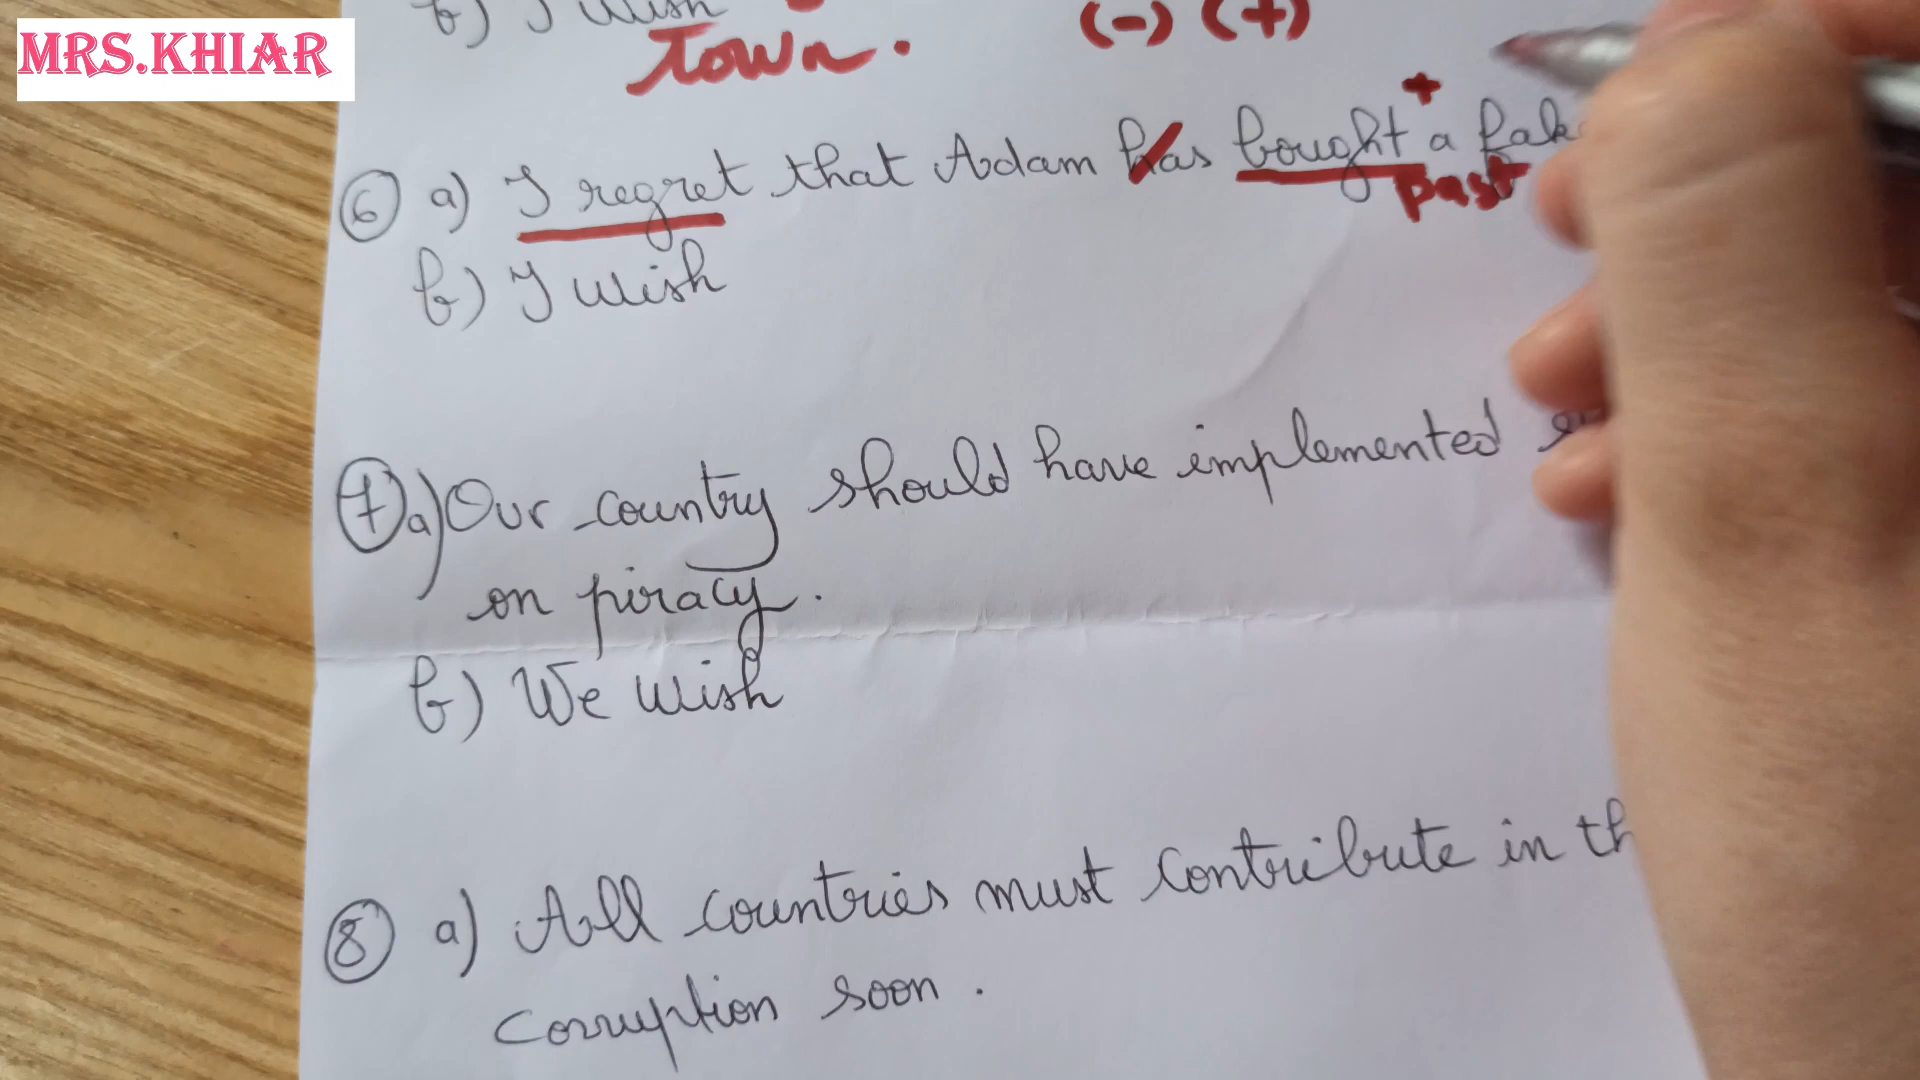 MRS.KHIAR
b) I wish
town.
(-) (+)
+
⑥ a) I regret that Adam has bought a
past
b) I wish
⑦ a) Our country should have implemented
on piracy.
b) We wish
⑧ a) All countries must contribute in
corruption soon.